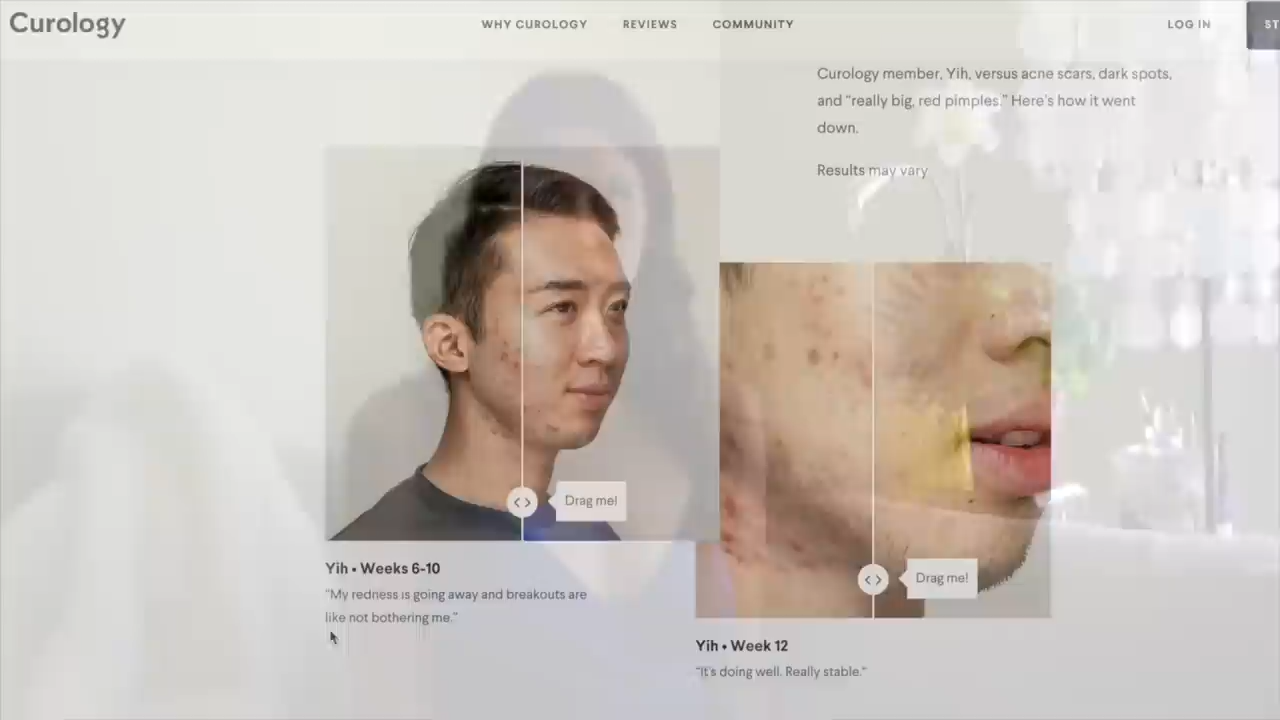 Curology
WHY CUROLOGY
REVIEWS
COMMUNITY
LOG IN
ST
Curology member, Yih, versus acne scars, dark spots,
and “really big, red pimples.” Here’s how it went
down.
Results may vary
Drag me!
Yih • Weeks 6-10
“My redness is going away and breakouts are
like not bothering me.”
Drag me!
Yih • Week 12
“It’s doing well. Really stable.”